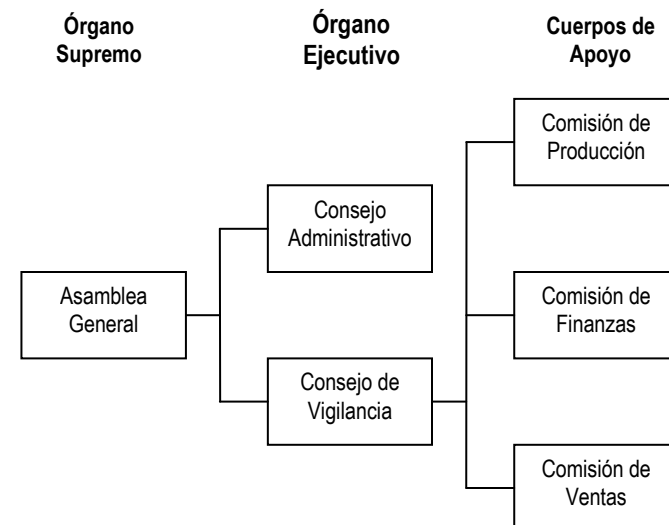 Órgano
Supremo
Órgano
Ejecutivo
Cuerpos de
Apoyo
Comisión de
Producción
Consejo
Administrativo
Asamblea
General
Comisión de
Finanzas
Consejo de
Vigilancia
Comisión de
Ventas